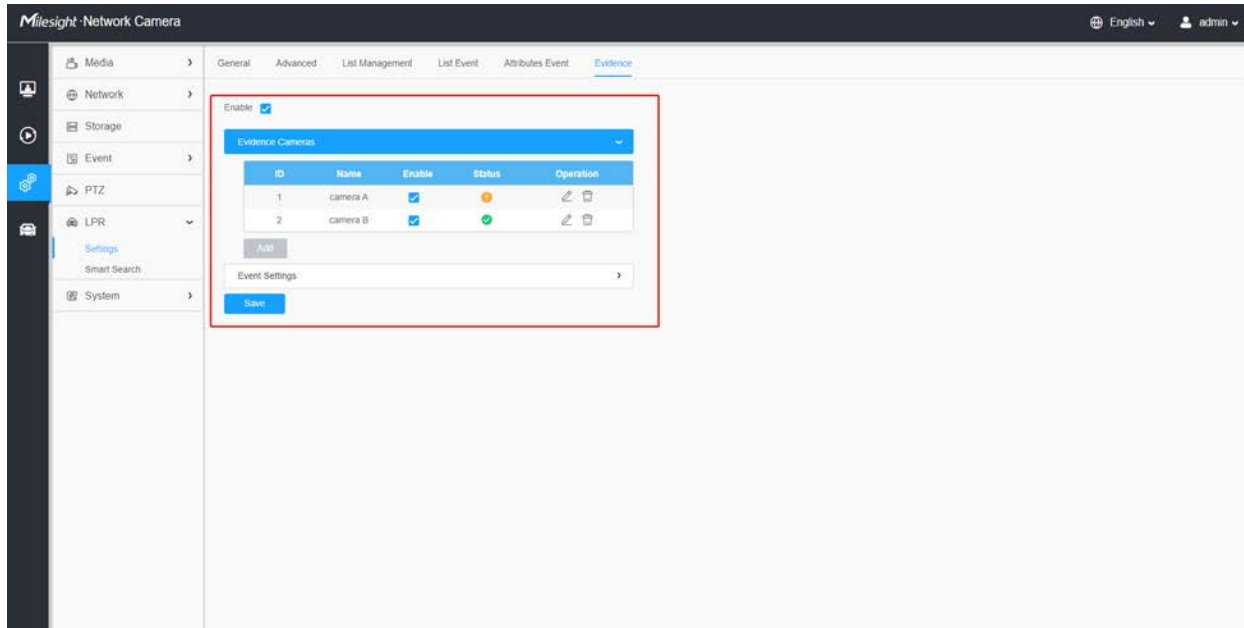 Milesight · Network Camera English admin
Media General Advanced List Management List Event Attributes Event Evidence
Network
Enable
Storage
Evidence Cameras
Event
ID Name Enable Status Operation
PTZ
1 camera A
2 camera B
LPR
Add
Settings
Smart Search
Event Settings
System
Save